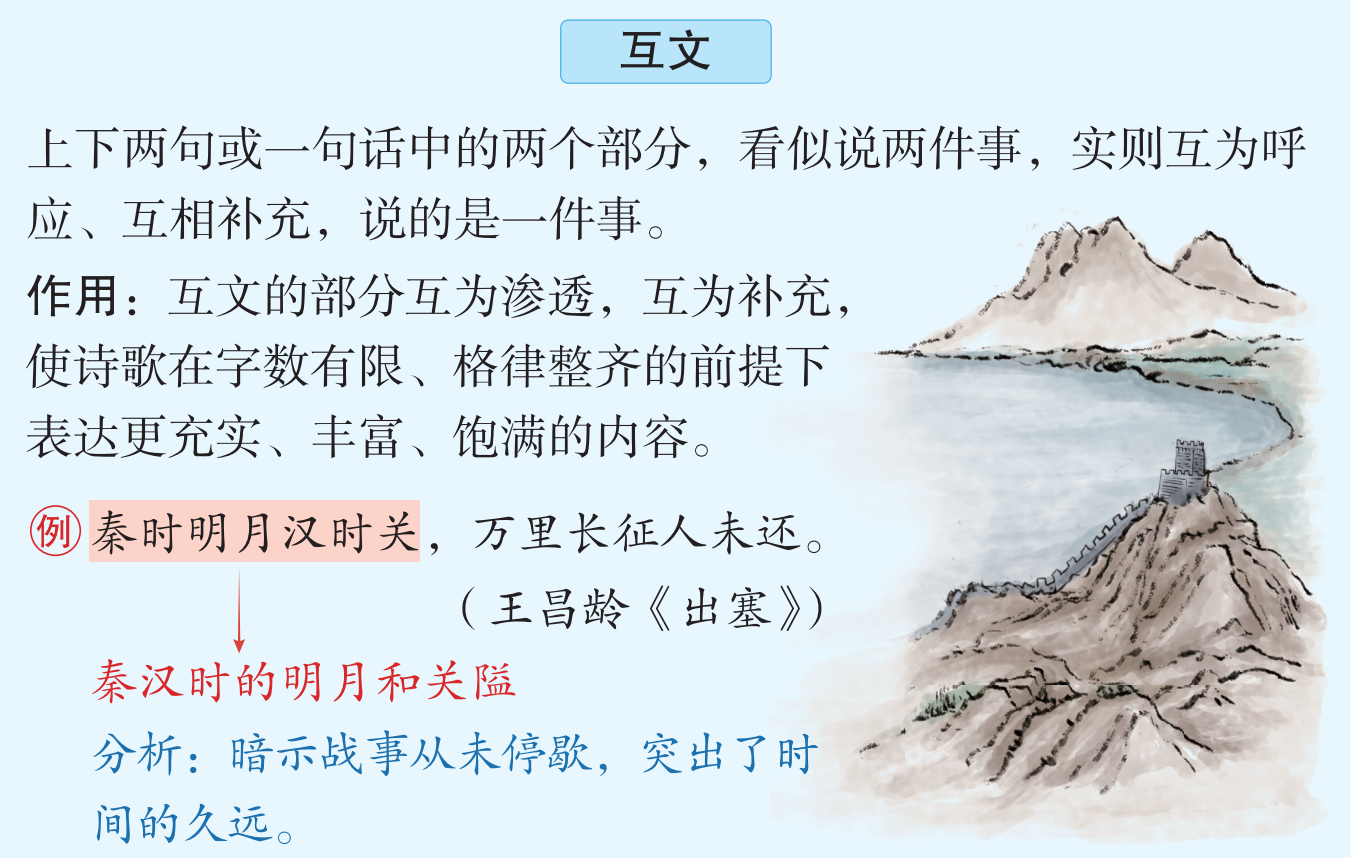 互文
上下两句或一句话中的两个部分，看似说两件事，实则互为呼
应、互相补充，说的是一件事。
作用：互文的部分互为渗透，互为补充，
使诗歌在字数有限、格律整齐的前提下
表达更充实、丰富、饱满的内容。
例 秦时明月汉时关，万里长征人未还。
（王昌龄《出塞》）
秦汉时的明月和关隘
分析：暗示战事从未停歇，突出了时
间的久远。